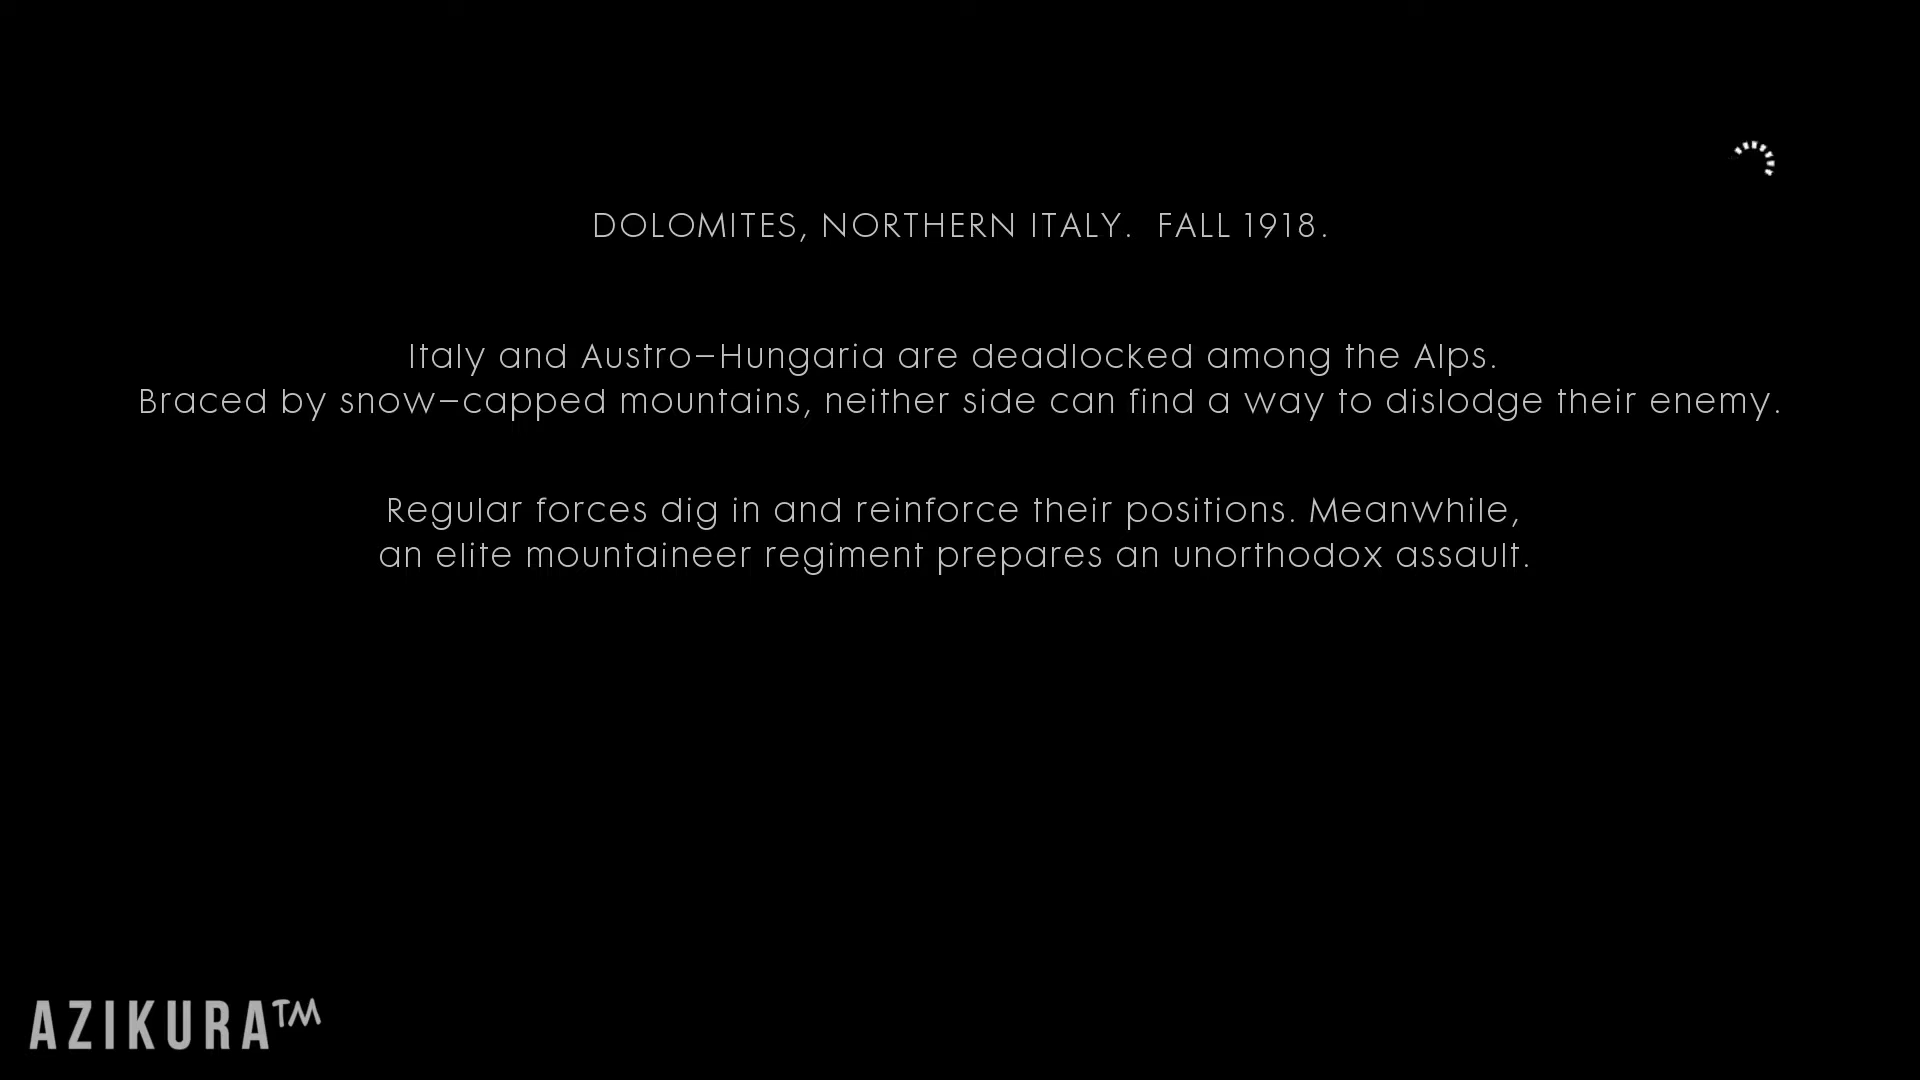 DOLOMITES, NORTHERN ITALY. FALL 1918.
Italy and Austro-Hungaria are deadlocked among the Alps.
Braced by snow-capped mountains, neither side can find a way to dislodge their enemy.
Regular forces dig in and reinforce their positions. Meanwhile,
an elite mountaineer regiment prepares an unorthodox assault.
AZIKURA™